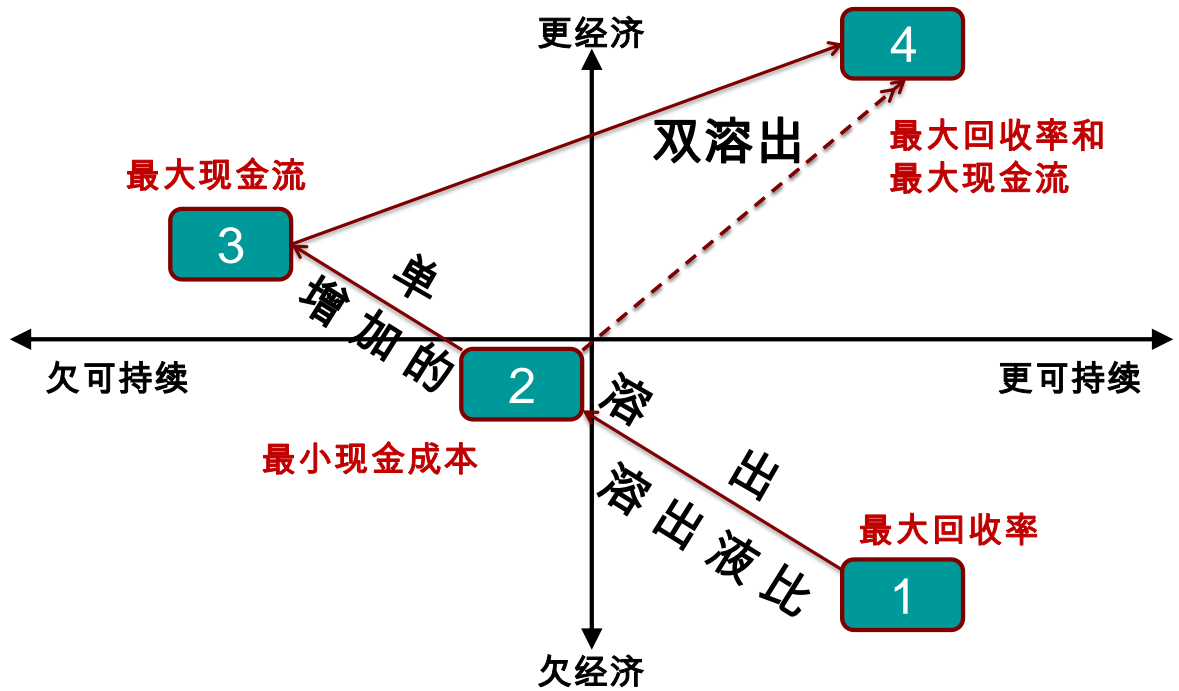 更经济
4
双溶出
最大回收率和
最大现金流
最大现金流
3
单溶出
增加的溶出液比
欠可持续
更可持续
2
最小现金成本
最大回收率
1
欠经济